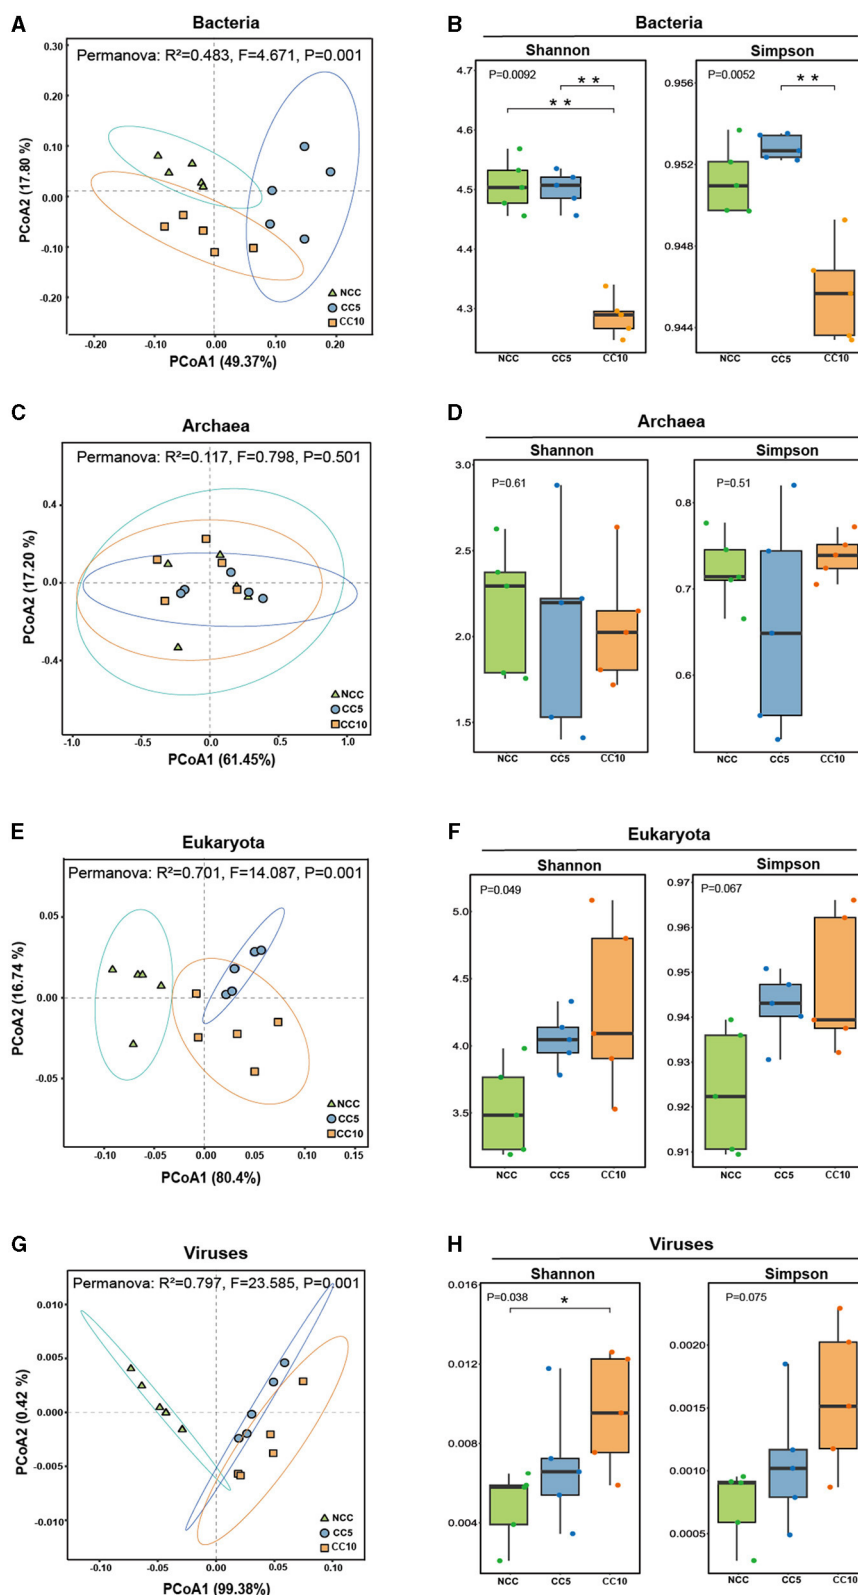 A
Bacteria
Permanova: R²=0.483, F=4.671, P=0.001
0.30
0.20
0.10
0.00
-0.10
-0.20
PCoA2 (17.80 %)
NCC
CC5
CC10
-0.20
-0.10
0.00
0.10
0.20
PCoA1 (49.37%)
B
Bacteria
Shannon
P=0.0092
* *
* *
4.7
4.6
4.5
4.4
4.3
NCC
CC5
CC10
Simpson
P=0.0052
* *
0.956
0.952
0.948
0.944
NCC
CC5
CC10
C
Archaea
Permanova: R²=0.117, F=0.798, P=0.501
0.4
0.0
-0.4
PCoA2 (17.20 %)
NCC
CC5
CC10
-1.0
-0.5
0.0
0.5
1.0
PCoA1 (61.45%)
D
Archaea
Shannon
P=0.61
3.0
2.5
2.0
1.5
NCC
CC5
CC10
Simpson
P=0.51
0.8
0.7
0.6
NCC
CC5
CC10
E
Eukaryota
Permanova: R²=0.701, F=14.087, P=0.001
0.05
0.00
-0.05
PCoA2 (16.74 %)
NCC
CC5
CC10
-0.10
-0.05
0.00
0.05
0.10
0.15
PCoA1 (80.4%)
F
Eukaryota
Shannon
P=0.049
5.0
4.5
4.0
3.5
NCC
CC5
CC10
Simpson
P=0.067
0.97
0.96
0.95
0.94
0.93
0.92
0.91
NCC
CC5
CC10
G
Viruses
Permanova: R²=0.797, F=23.585, P=0.001
0.010
0.005
0.000
-0.005
-0.010
PCoA2 (0.42 %)
NCC
CC5
CC10
-0.10
-0.05
0.00
0.05
0.10
PCoA1 (99.38%)
H
Viruses
Shannon
P=0.038
*
0.016
0.012
0.008
0.004
NCC
CC5
CC10
Simpson
P=0.075
0.0020
0.0015
0.0010
0.0005
NCC
CC5
CC10